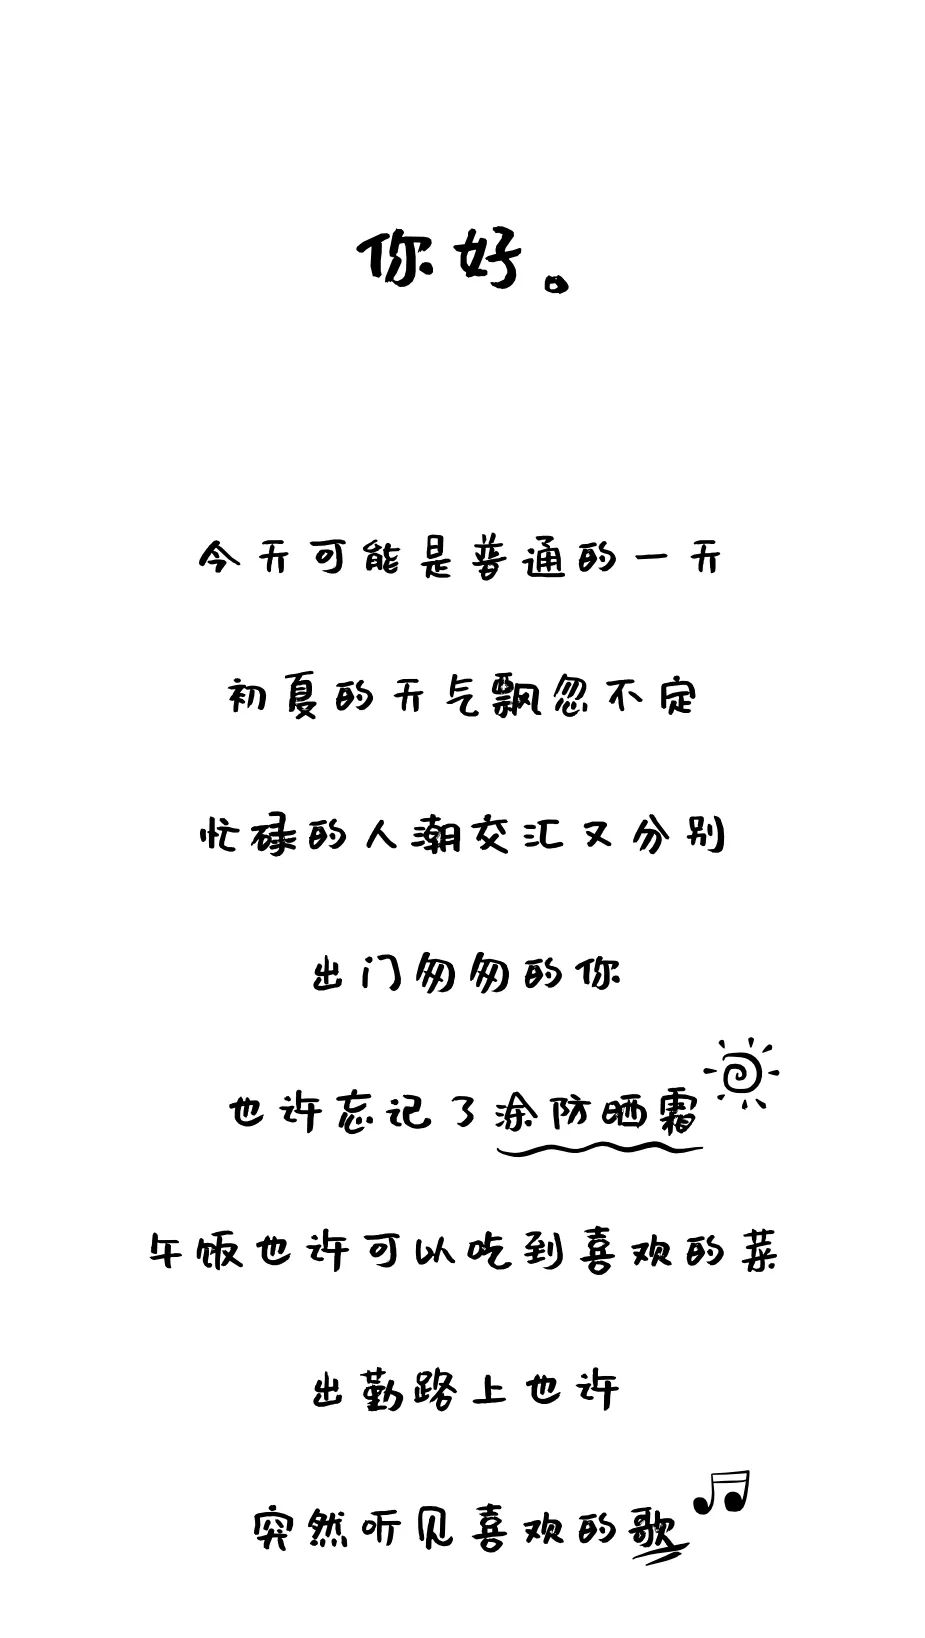 你好。
今天可能是普通的一天
初夏的天气飘忽不定
忙碌的人潮交汇又分别
出门匆匆的你
也许忘记了涂防晒霜
午饭也许可以吃到喜欢的菜
出勤路上也许
突然听见喜欢的歌